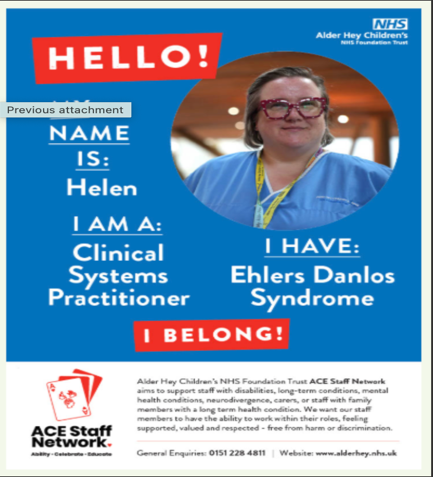 NHS
Alder Hey Children's
NHS Foundation Trust
HELLO!
Previous attachment
NAME
IS:
Helen
I AM A:
Clinical
Systems
Practitioner
I HAVE:
Ehlers Danlos
Syndrome
I BELONG!
ACE Staff
Network.
Ability - Celebrate - Educate
Alder Hey Children's NHS Foundation Trust ACE Staff Network
aims to support staff with disabilities, long-term conditions, mental
health conditions, neurodivergence, carers, or staff with family
members with a long term health condition. We want our staff
members to have the ability to work within their roles, feeling
supported, valued and respected - free from harm or discrimination.
General Enquiries: 0151 228 4811 | Website: www.alderhey.nhs.uk